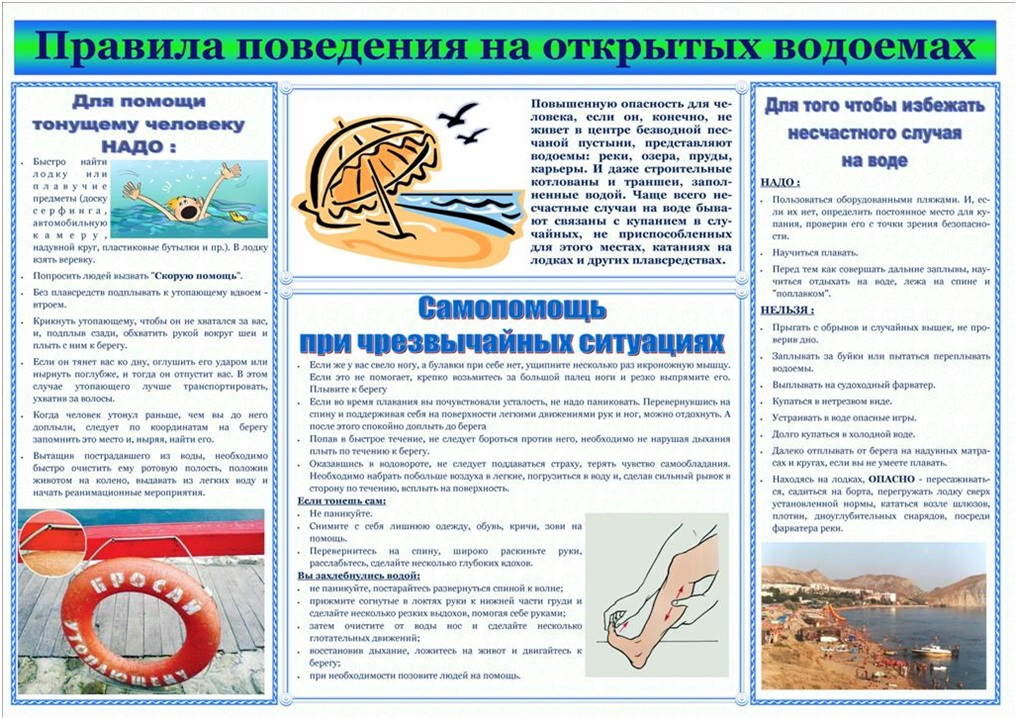 Правила поведения на открытых водоемах
Для помощи
тонущему человеку
НАДО :
Быстро найти
лодку или
плавучие
предметы (доску
серфинга,
автомобильную
камеру,
надувной круг, пластиковые бутылки и пр.). В лодку
взять веревку.
Попросить людей вызвать "Скорую помощь".
Без плавсредств подплывать к утопающему вдвоем -
втроем.
Крикнуть утопающему, чтобы он не хватался за вас,
и, подплыв сзади, обхватить рукой вокруг шеи и
плыть с ним к берегу.
Если он тянет вас ко дну, оглушить его ударом или
нырнуть поглубже, и тогда он отпустит вас. В этом
случае утопающего лучше транспортировать,
ухватив за волосы.
Когда человек утонул раньше, чем вы до него
доплыли, следует по координатам на берегу
запомнить это место и, ныряя, найти его.
Вытащив пострадавшего из воды, необходимо
быстро очистить ему ротовую полость, положив
животом на колено, выдавать из легких воду и
начать реанимационные мероприятия.
БРОСАЙ
УТОПАЮЩЕМУ
Повышенную опасность для че-
ловека, если он, конечно, не
живет в центре безводной пес-
чаной пустыни, представляют
водоемы: реки, озера, пруды,
карьеры. И даже строительные
котлованы и траншеи, запол-
ненные водой. Чаще всего не-
счастные случаи на воде быва-
ют связаны с купанием в слу-
чайных, не приспособленных
для этого местах, катаниях на
лодках и других плавсредствах.
Самопомощь
при чрезвычайных ситуациях
Если же у вас свело ногу, а булавки при себе нет, ущипните несколько раз икроножную мышцу.
Если это не помогает, крепко возьмитесь за большой палец ноги и резко выпрямите его.
Плывите к берегу
Если во время плавания вы почувствовали усталость, не надо паниковать. Перевернувшись на
спину и поддерживая себя на поверхности легкими движениями рук и ног, можно отдохнуть. А
после этого спокойно доплыть до берега
Попав в быстрое течение, не следует бороться против него, необходимо не нарушая дыхания
плыть по течению к берегу.
Оказавшись в водовороте, не следует поддаваться страху, терять чувство самообладания.
Необходимо набрать побольше воздуха в легкие, погрузиться в воду и, сделав сильный рывок в
сторону по течению, всплыть на поверхность.
Если тонешь сам:
Не паникуйте.
Снимите с себя лишнюю одежду, обувь, кричи, зови на
помощь.
Перевернитесь на спину, широко раскиньте руки,
расслабьтесь, сделайте несколько глубоких вдохов.
Вы захлебнулись водой:
не паникуйте, постарайтесь развернуться спиной к волне;
прижмите согнутые в локтях руки к нижней части груди и
сделайте несколько резких выдохов, помогая себе руками;
затем очистите от воды нос и сделайте несколько
глотательных движений;
восстановив дыхание, ложитесь на живот и двигайтесь к
берегу;
при необходимости позовите людей на помощь.
Для того чтобы избежать
несчастного случая
на воде
НАДО :
Пользоваться оборудованными пляжами. И, ес-
ли их нет, определить постоянное место для ку-
пания, проверив его с точки зрения безопасно-
сти.
Научиться плавать.
Перед тем как совершать дальние заплывы, нау-
читься отдыхать на воде, лежа на спине и
"поплавком".
НЕЛЬЗЯ :
Прыгать с обрывов и случайных вышек, не про-
верив дно.
Заплывать за буйки или пытаться переплывать
водоемы.
Выплывать на судоходный фарватер.
Купаться в нетрезвом виде.
Устраивать в воде опасные игры.
Долго купаться в холодной воде.
Далеко отплывать от берега на надувных матра-
сах и кругах, если вы не умеете плавать.
Находясь на лодках, ОПАСНО - пересаживать-
ся, садиться на борта, перегружать лодку сверх
установленной нормы, кататься возле шлюзов,
плотин, дноуглубительных снарядов, посреди
фарватера реки.